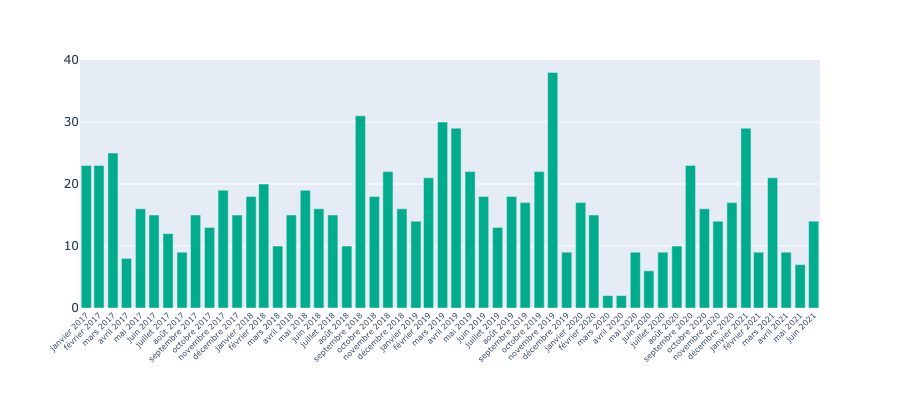 40
30
20
10
0
janvier 2017
février 2017
mars 2017
avril 2017
mai 2017
juin 2017
juillet 2017
août 2017
septembre 2017
octobre 2017
novembre 2017
décembre 2017
janvier 2018
février 2018
mars 2018
avril 2018
mai 2018
juin 2018
juillet 2018
août 2018
septembre 2018
octobre 2018
novembre 2018
décembre 2018
janvier 2019
février 2019
mars 2019
avril 2019
mai 2019
juin 2019
juillet 2019
août 2019
septembre 2019
octobre 2019
novembre 2019
décembre 2019
janvier 2020
février 2020
mars 2020
avril 2020
mai 2020
juin 2020
juillet 2020
août 2020
septembre 2020
octobre 2020
novembre 2020
décembre 2020
janvier 2021
février 2021
mars 2021
avril 2021
mai 2021
juin 2021